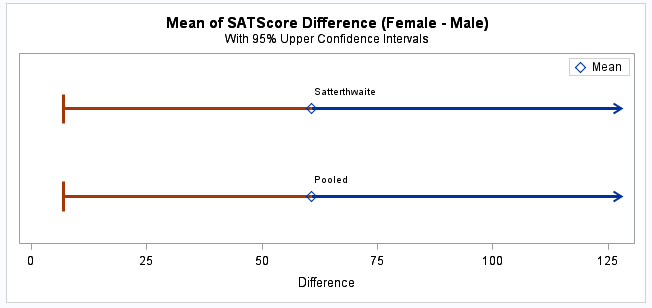 Mean of SATScore Difference (Female - Male)
With 95% Upper Confidence Intervals
Mean
Satterthwaite
Pooled
0 25 50 75 100 125
Difference